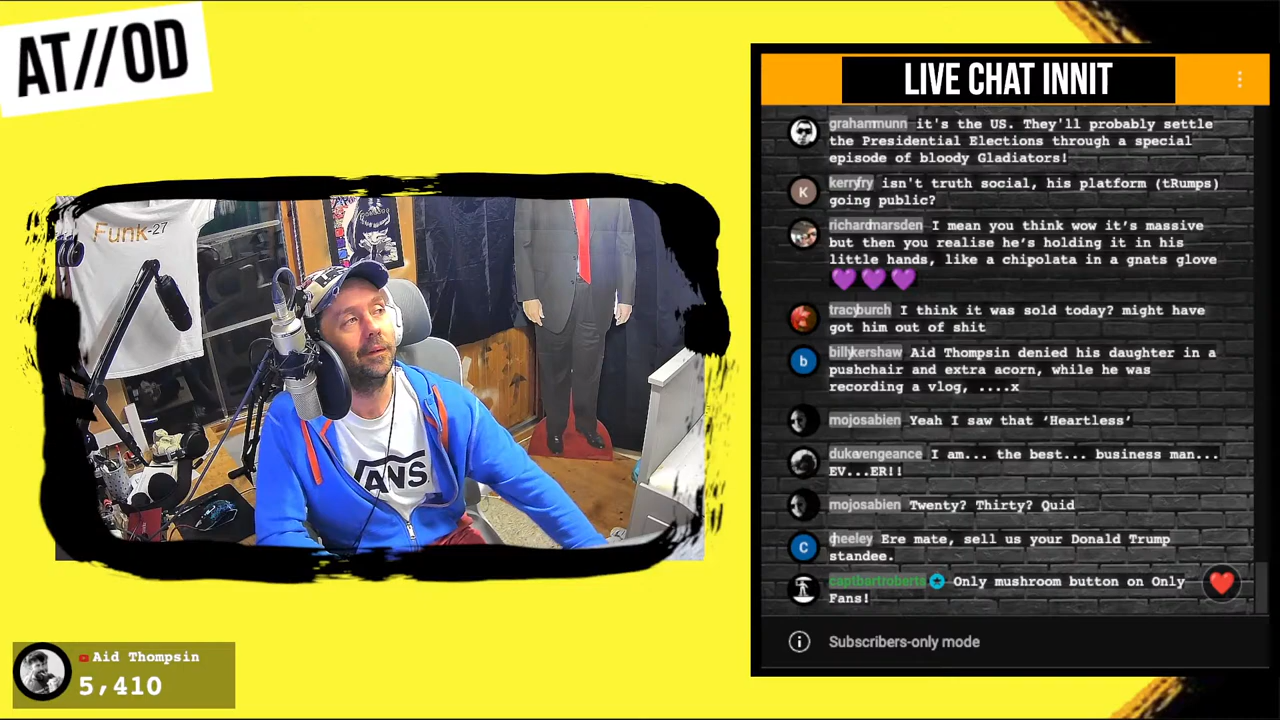 AT//OD
LIVE CHAT INNIT
grahammunn it's the US. They'll probably settle
the Presidential Elections through a special
episode of bloody Gladiators!
K
kerryfry isn't truth social, his platform (tRumps)
going public?
richardmarsden I mean you think wow it’s massive
but then you realise he’s holding it in his
little hands, like a chipolata in a gnats glove
tracyburch I think it was sold today? might have
got him out of shit
b
billykershaw Aid Thompsin denied his daughter in a
pushchair and extra acorn, while he was
recording a vlog, ....x
mojosabien Yeah I saw that ‘Heartless’
dukavengeance I am... the best... business man...
EV...ER!!
mojosabien Twenty? Thirty? Quid
C
cheeley Ere mate, sell us your Donald Trump
standee.
captbartroberts Only mushroom button on Only
Fans!
Subscribers-only mode
Funk-27
VANS
Aid Thompsin
5,410